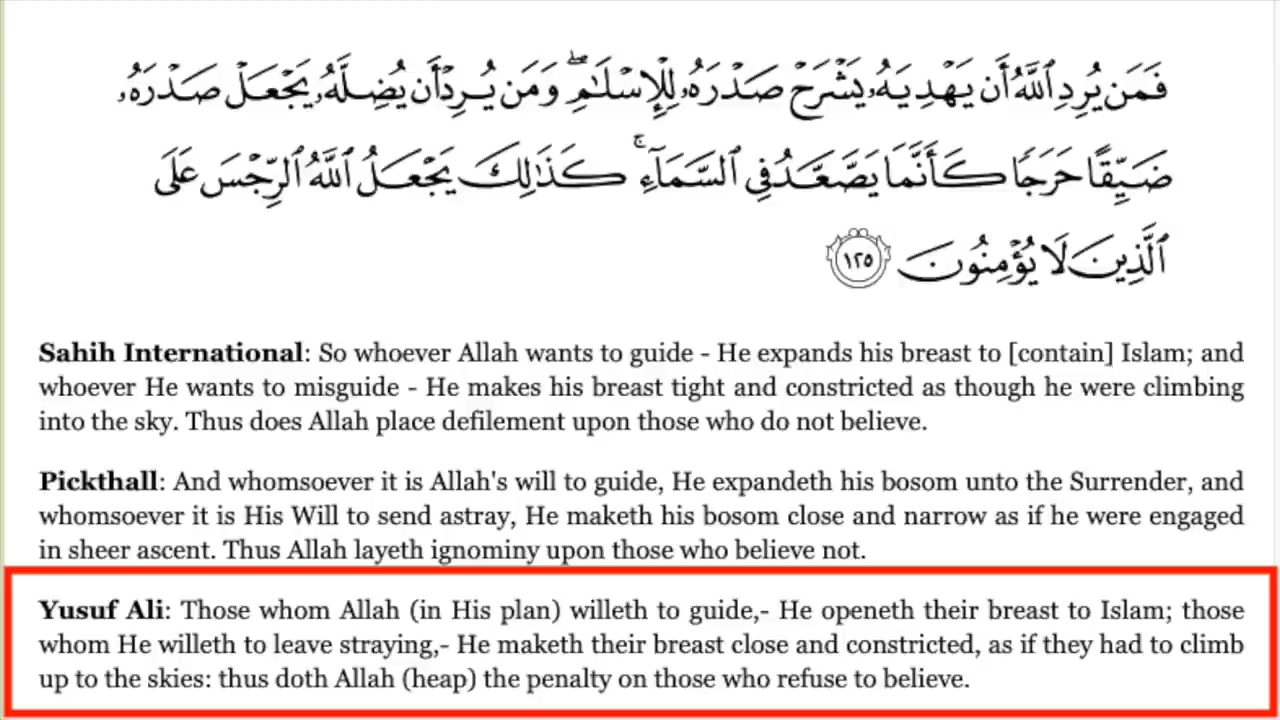 فَمَن يُرِدِ ٱللَّهُ أَن يَهْدِيَهُۥ يَشْرَحْ صَدْرَهُۥ لِلْإِسْلَٰمِ ۖ وَمَن يُرِدْ أَن يُضِلَّهُۥ يَجْعَلْ صَدْرَهُۥ
ضَيِّقًا حَرَجًا كَأَنَّمَا يَصَّعَّدُ فِى ٱلسَّمَآءِ ۚ كَذَٰلِكَ يَجْعَلُ ٱللَّهُ ٱلرِّجْسَ عَلَى
ٱلَّذِينَ لَا يُؤْمِنُونَ ١٢٥
Sahih International: So whoever Allah wants to guide - He expands his breast to [contain] Islam; and
whoever He wants to misguide - He makes his breast tight and constricted as though he were climbing
into the sky. Thus does Allah place defilement upon those who do not believe.
Pickthall: And whomsoever it is Allah's will to guide, He expandeth his bosom unto the Surrender, and
whomsoever it is His Will to send astray, He maketh his bosom close and narrow as if he were engaged
in sheer ascent. Thus Allah layeth ignominy upon those who believe not.
Yusuf Ali: Those whom Allah (in His plan) willeth to guide,- He openeth their breast to Islam; those
whom He willeth to leave straying,- He maketh their breast close and constricted, as if they had to climb
up to the skies: thus doth Allah (heap) the penalty on those who refuse to believe.